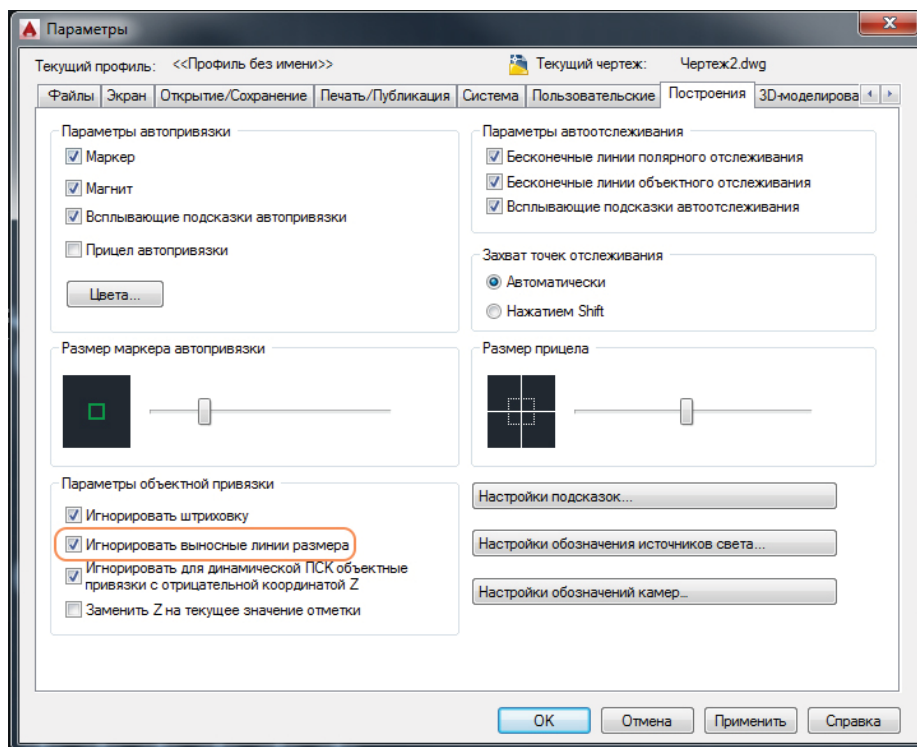 Параметры
Текущий профиль: <<Профиль без имени>> Текущий чертеж: Чертеж2.dwg
Файлы Экран Открытие/Сохранение Печать/Публикация Система Пользовательские Построения 3D-моделирова
Параметры автопривязки
Маркер
Магнит
Всплывающие подсказки автопривязки
Прицел автопривязки
Цвета...
Параметры автоотслеживания
Бесконечные линии полярного отслеживания
Бесконечные линии объектного отслеживания
Всплывающие подсказки автоотслеживания
Захват точек отслеживания
Автоматически
Нажатием Shift
Размер маркера автопривязки
Размер прицела
Параметры объектной привязки
Игнорировать штриховку
Игнорировать выносные линии размера
Игнорировать для динамической ПСК объектные
привязки с отрицательной координатой Z
Заменить Z на текущее значение отметки
Настройки подсказок...
Настройки обозначения источников света...
Настройки обозначений камер...
OK Отмена Применить Справка